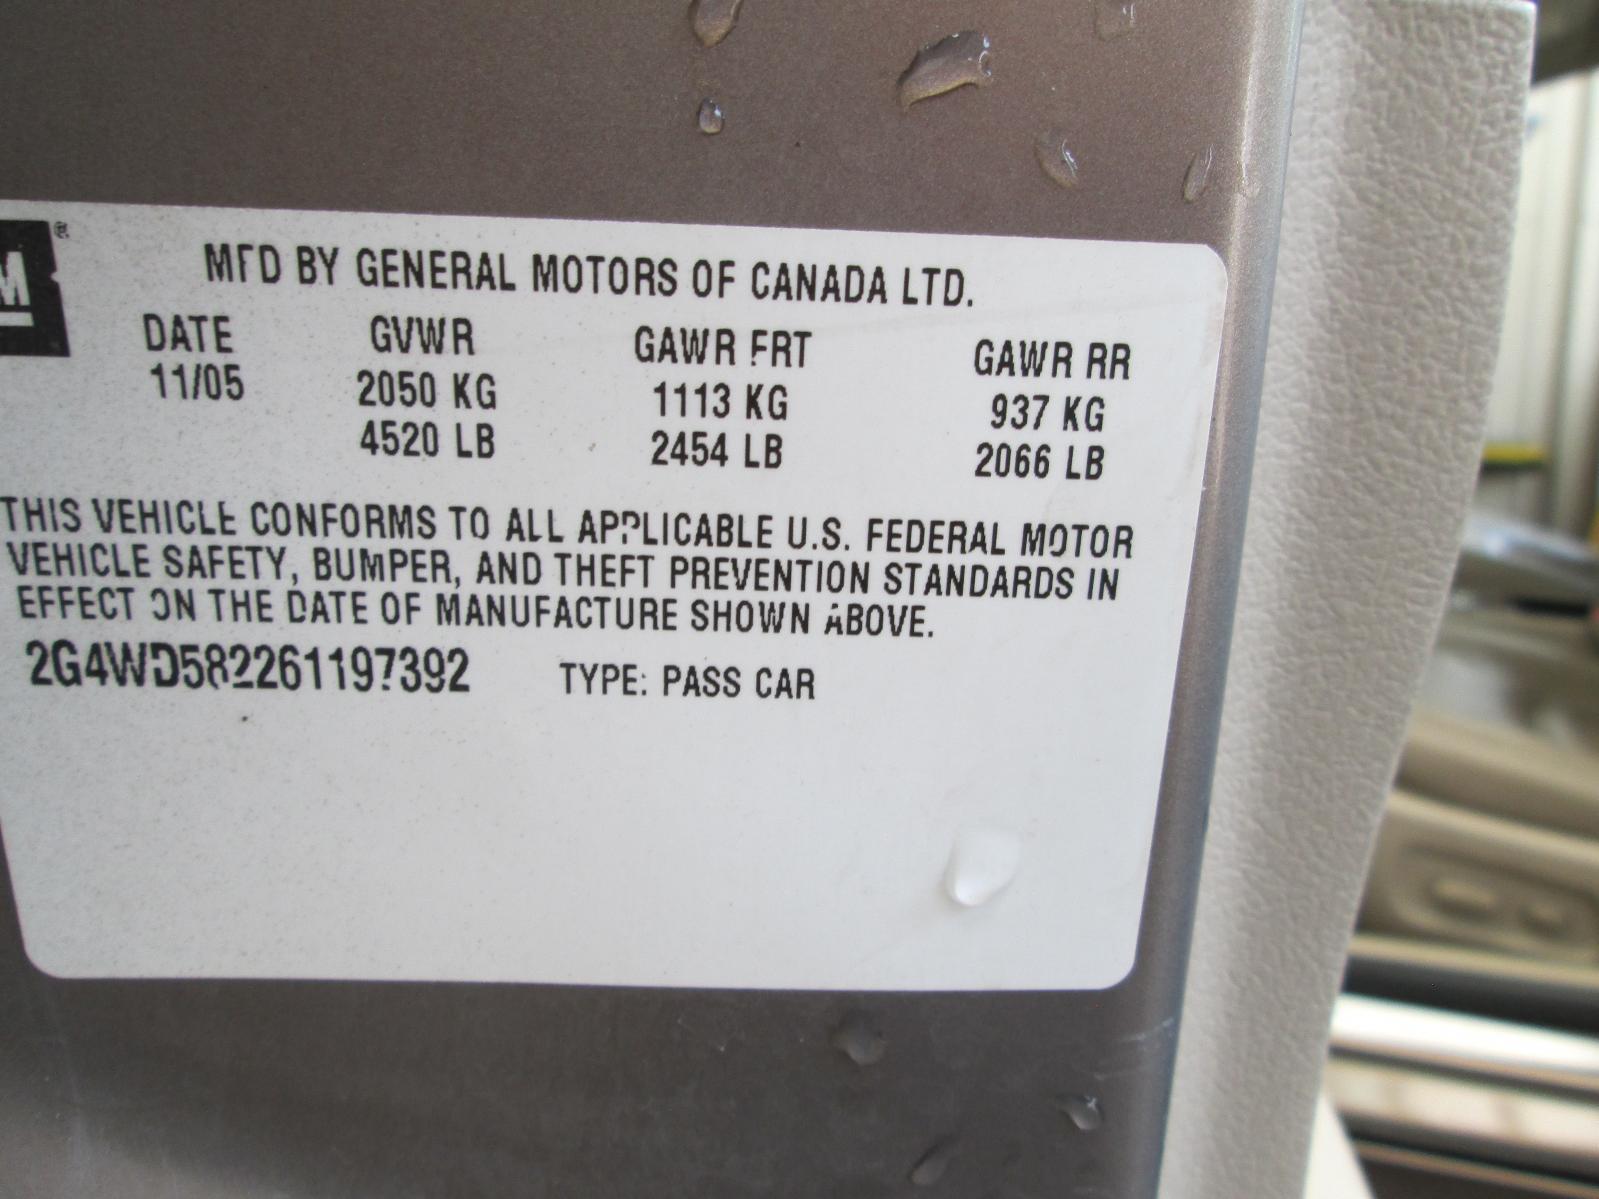 M®
MFD BY GENERAL MOTORS OF CANADA LTD.
DATE GVWR GAWR FRT GAWR RR
11/05 2050 KG 1113 KG 937 KG
4520 LB 2454 LB 2066 LB
THIS VEHICLE CONFORMS TO ALL APPLICABLE U.S. FEDERAL MOTOR
VEHICLE SAFETY, BUMPER, AND THEFT PREVENTION STANDARDS IN
EFFECT ON THE DATE OF MANUFACTURE SHOWN ABOVE.
2G4WD582261197392 TYPE: PASS CAR